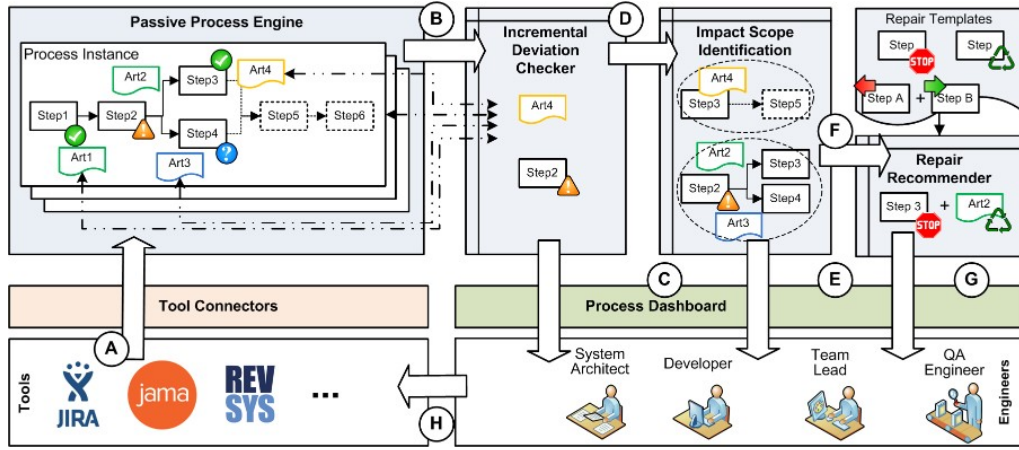 Passive Process Engine
Process Instance
Art2
Step3
Art4
Step1
Step2
Step4
Step5
Step6
?
Art1
Art3
B
Incremental
Deviation
Checker
Art4
Step2
D
Impact Scope
Identification
Art4
Step3
Step5
Art2
Step3
Step2
Step4
Art3
Repair Templates
Step
STOP
Step
Step A
+
Step B
F
Repair
Recommender
Step 3
STOP
+
Art2
Tool Connectors
C
Process Dashboard
E
G
A
Tools
JIRA
jama
REV
SYS
...
H
System
Architect
Developer
Team
Lead
QA
Engineer
Engineers